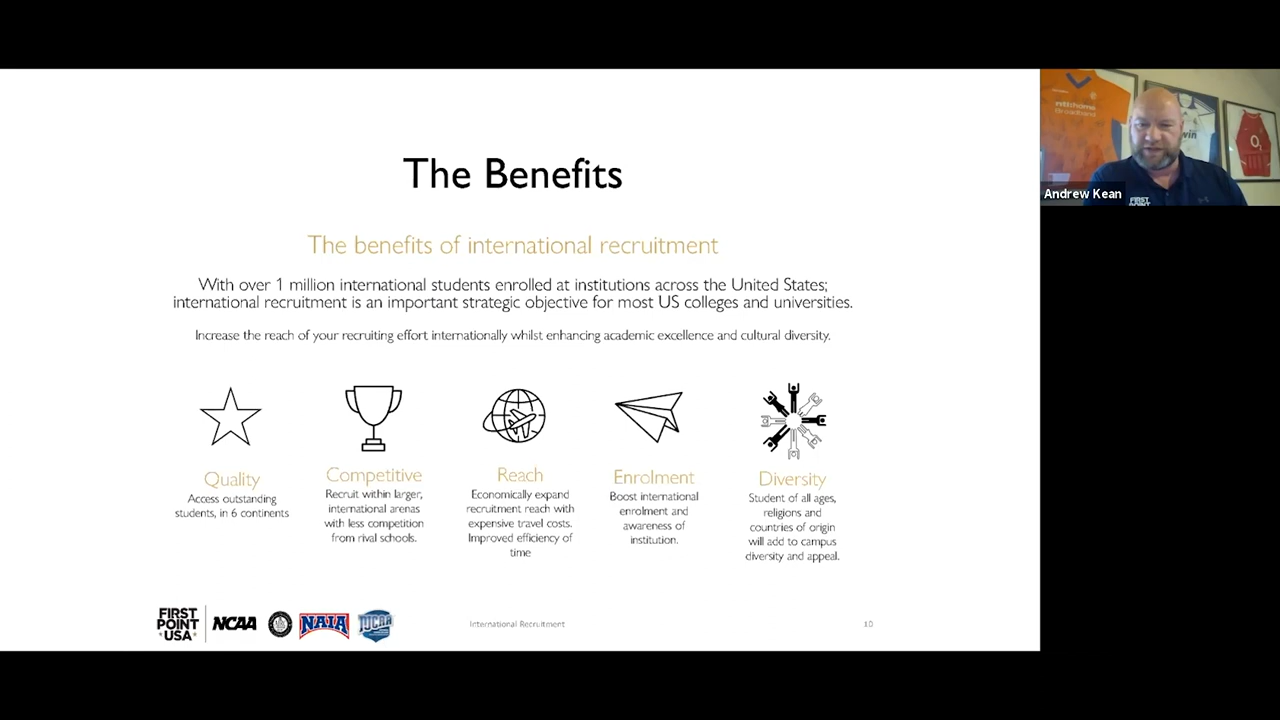 The Benefits
The benefits of international recruitment
With over 1 million international students enrolled at institutions across the United States;
international recruitment is an important strategic objective for most US colleges and universities.
Increase the reach of your recruiting effort internationally whilst enhancing academic excellence and cultural diversity.
Quality
Access outstanding
students, in 6 continents
Competitive
Recruit within larger,
international arenas
with less competition
from rival schools.
Reach
Economically expand
recruitment reach with
expensive travel costs.
Improved efficiency of
time
Enrolment
Boost international
enrolment and
awareness of
institution.
Diversity
Student of all ages,
religions and
countries of origin
will add to campus
diversity and appeal.
FIRST
POINT
USA
NCAA
NAIA
NJCAA
International Recruitment
10
Andrew Kean
FIRST
POINT
O2